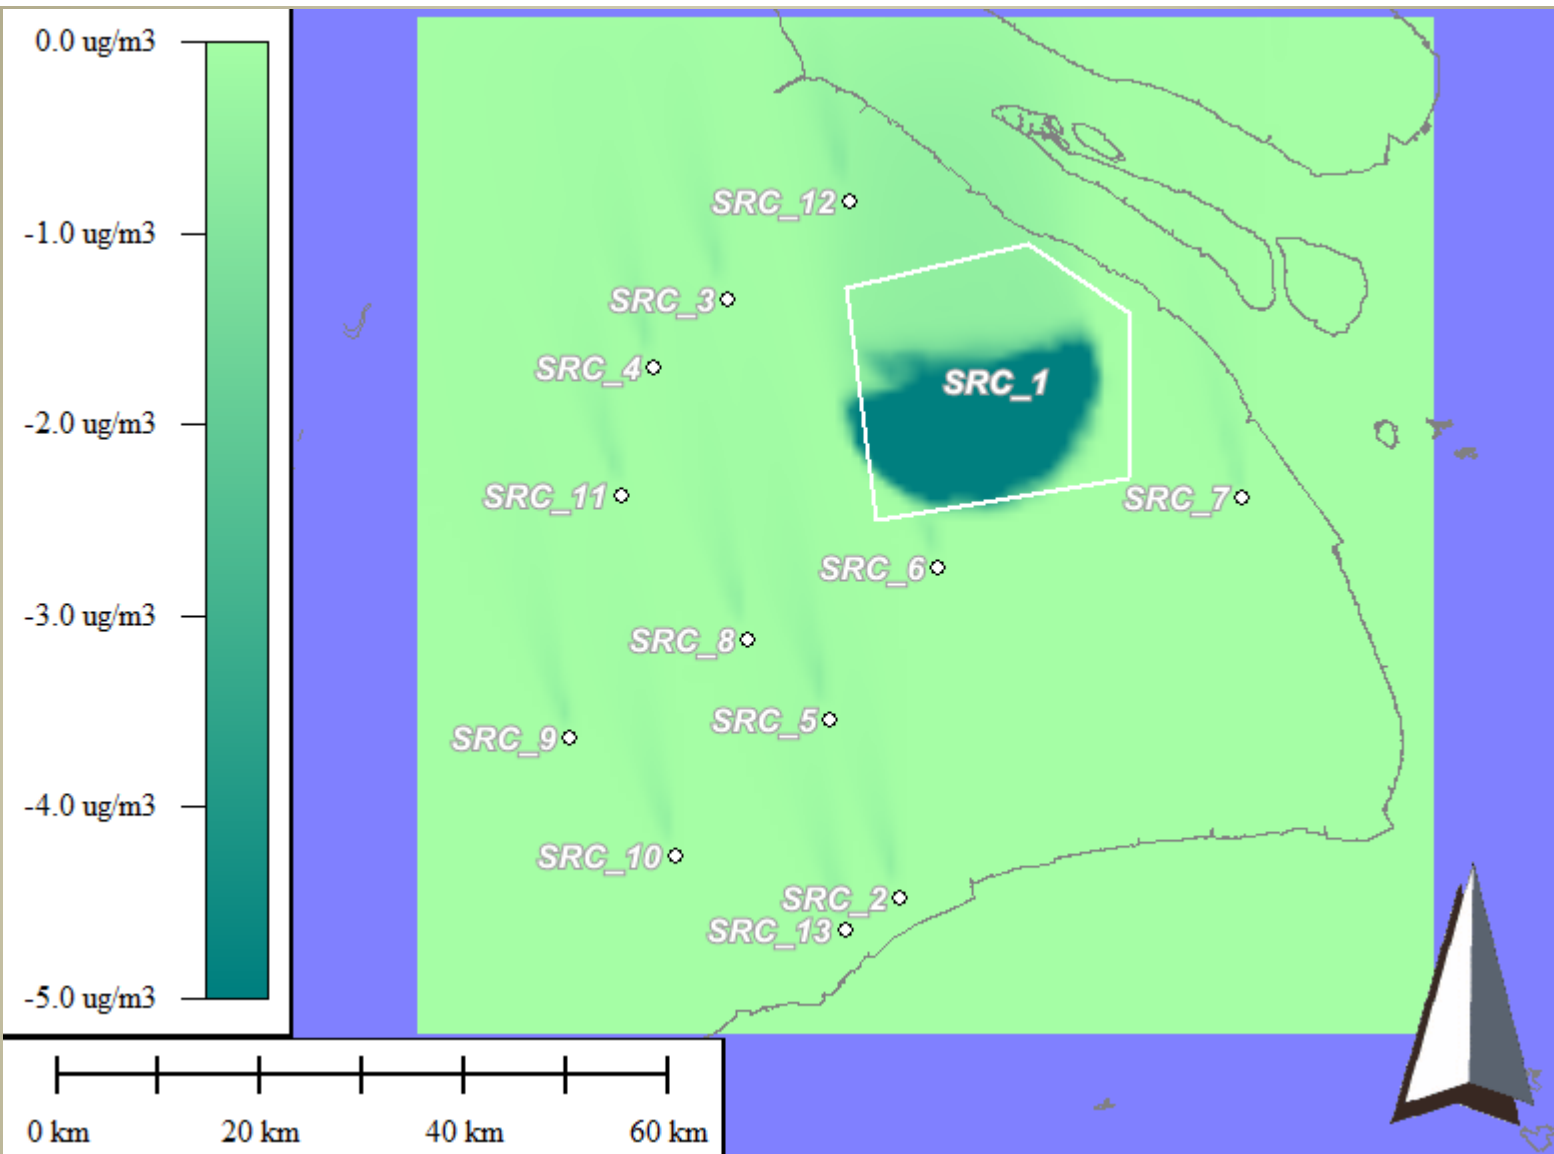 0.0 ug/m3
-1.0 ug/m3
-2.0 ug/m3
-3.0 ug/m3
-4.0 ug/m3
-5.0 ug/m3
SRC_12
SRC_3
SRC_4
SRC_1
SRC_11
SRC_7
SRC_6
SRC_8
SRC_5
SRC_9
SRC_10
SRC_2
SRC_13
0 km 20 km 40 km 60 km